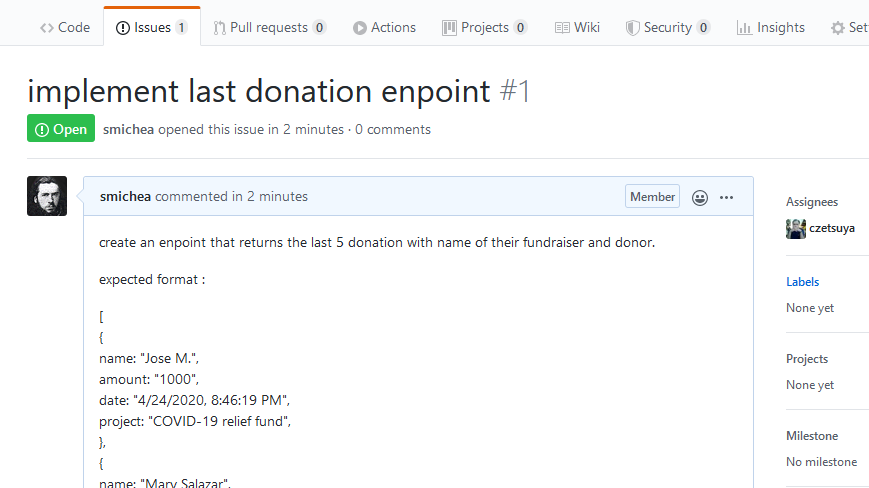 Code Issues 1 Pull requests 0 Actions Projects 0 Wiki Security 0 Insights
implement last donation enpoint #1
Open smichea opened this issue in 2 minutes · 0 comments
smichea commented in 2 minutes Member
create an enpoint that returns the last 5 donation with name of their fundraiser and donor.
expected format :
[
{
name: "Jose M.",
amount: "1000",
date: "4/24/2020, 8:46:19 PM",
project: "COVID-19 relief fund",
},
{
name: "Mary Salazar",
Assignees
czetsuya
Labels
None yet
Projects
None yet
Milestone
No milestone